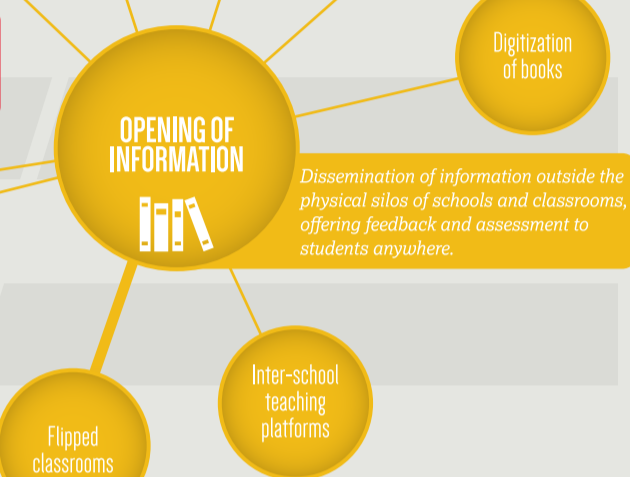 Digitization
of books
OPENING OF
INFORMATION
Dissemination of information outside the
physical silos of schools and classrooms,
offering feedback and assessment to
students anywhere.
Inter-school
teaching
platforms
Flipped
classrooms